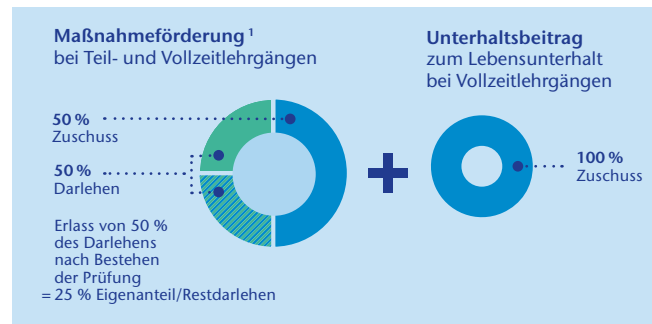 Maßnahmeförderung ¹
bei Teil- und Vollzeitlehrgängen
50 %
Zuschuss
50 %
Darlehen
Erlass von 50 %
des Darlehens
nach Bestehen
der Prüfung
= 25 % Eigenanteil/Restdarlehen
+
Unterhaltsbeitrag
zum Lebensunterhalt
bei Vollzeitlehrgängen
100 %
Zuschuss